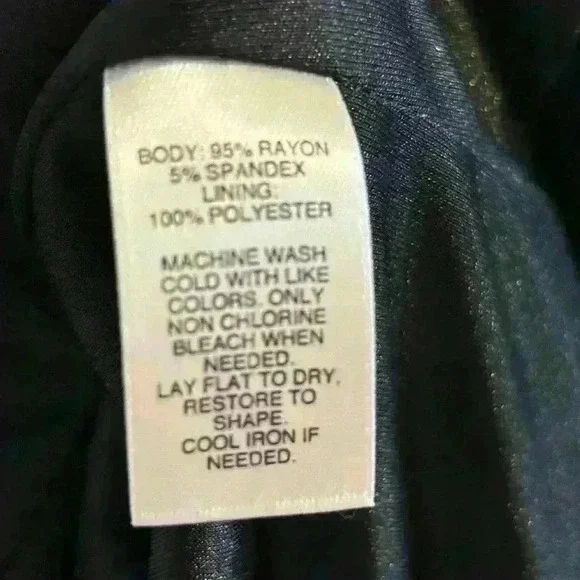 BODY: 95% RAYON
5% SPANDEX
LINING:
100% POLYESTER
MACHINE WASH
COLD WITH LIKE
COLORS. ONLY
NON CHLORINE
BLEACH WHEN
NEEDED.
LAY FLAT TO DRY,
RESTORE TO
SHAPE.
COOL IRON IF
NEEDED.